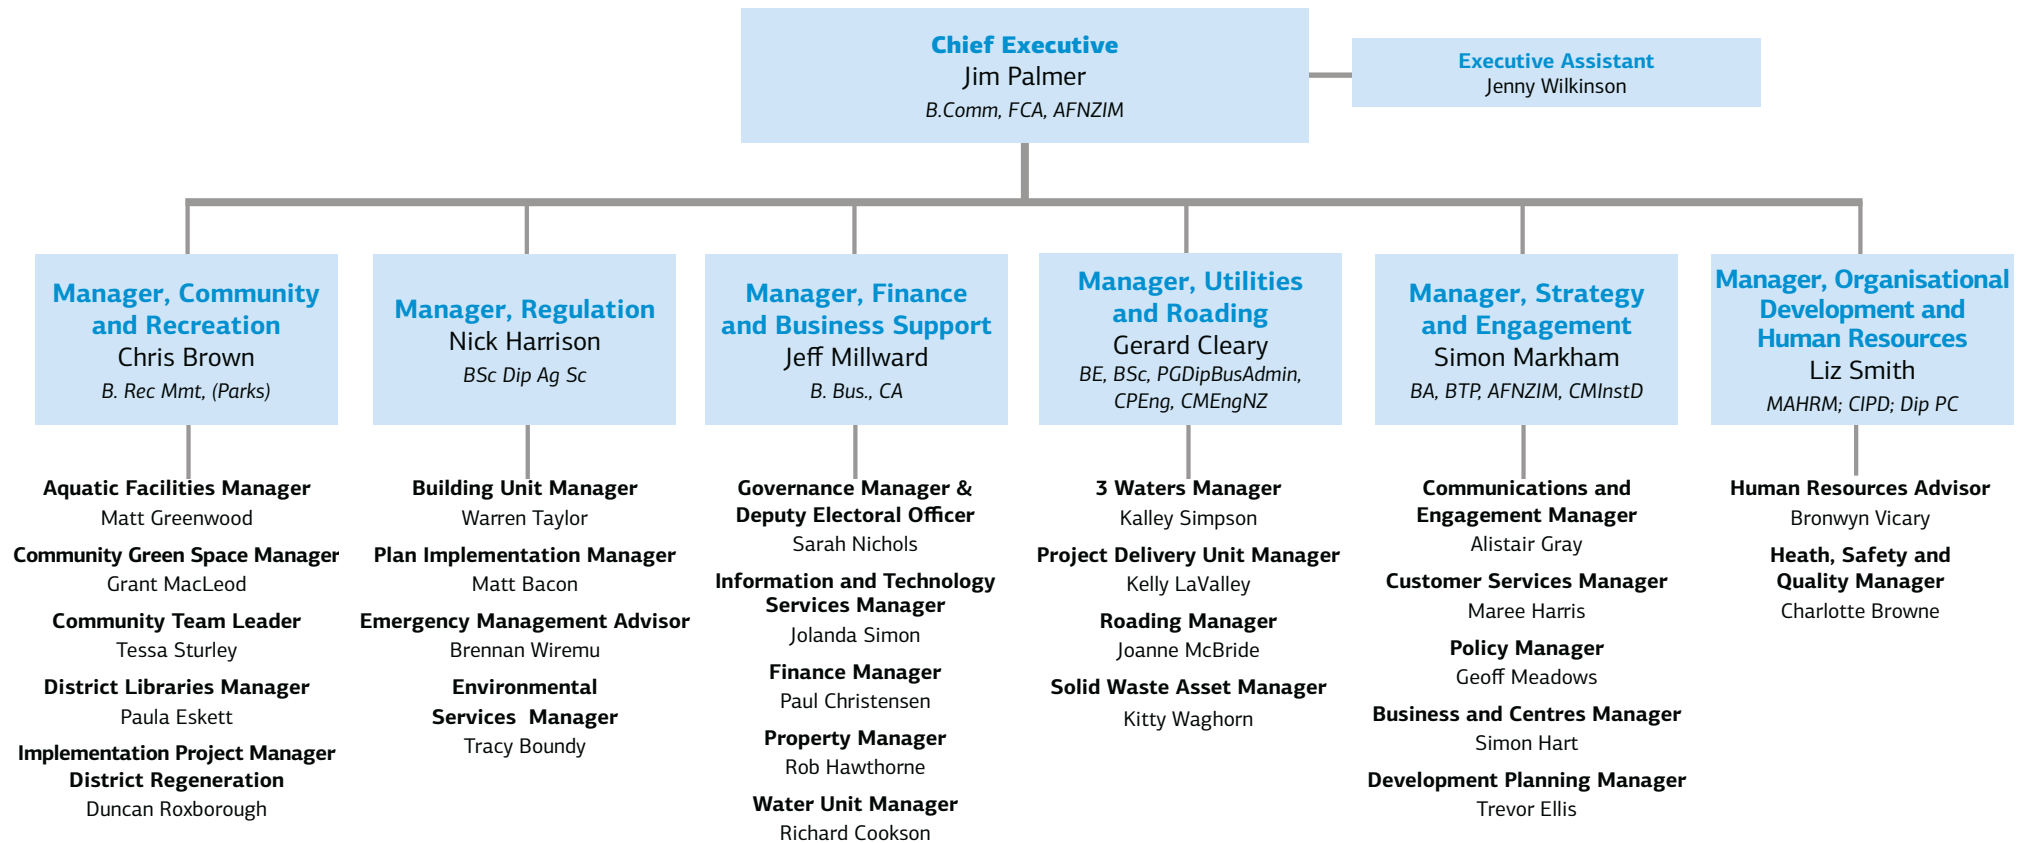 Chief Executive
Jim Palmer
B.Comm, FCA, AFNZIM
Executive Assistant
Jenny Wilkinson
Manager, Community
and Recreation
Chris Brown
B. Rec Mmt, (Parks)
Aquatic Facilities Manager
Matt Greenwood
Community Green Space Manager
Grant MacLeod
Community Team Leader
Tessa Sturley
District Libraries Manager
Paula Eskett
Implementation Project Manager
District Regeneration
Duncan Roxborough
Manager, Regulation
Nick Harrison
BSc Dip Ag Sc
Building Unit Manager
Warren Taylor
Plan Implementation Manager
Matt Bacon
Emergency Management Advisor
Brennan Wiremu
Environmental
Services Manager
Tracy Boundy
Manager, Finance
and Business Support
Jeff Millward
B. Bus., CA
Governance Manager &
Deputy Electoral Officer
Sarah Nichols
Information and Technology
Services Manager
Jolanda Simon
Finance Manager
Paul Christensen
Property Manager
Rob Hawthorne
Water Unit Manager
Richard Cookson
Manager, Utilities
and Roading
Gerard Cleary
BE, BSc, PGDipBusAdmin,
CPEng, CMEngNZ
3 Waters Manager
Kalley Simpson
Project Delivery Unit Manager
Kelly LaValley
Roading Manager
Joanne McBride
Solid Waste Asset Manager
Kitty Waghorn
Manager, Strategy
and Engagement
Simon Markham
BA, BTP, AFNZIM, CMInstD
Communications and
Engagement Manager
Alistair Gray
Customer Services Manager
Maree Harris
Policy Manager
Geoff Meadows
Business and Centres Manager
Simon Hart
Development Planning Manager
Trevor Ellis
Manager, Organisational
Development and
Human Resources
Liz Smith
MAHRM; CIPD; Dip PC
Human Resources Advisor
Bronwyn Vicary
Heath, Safety and
Quality Manager
Charlotte Browne